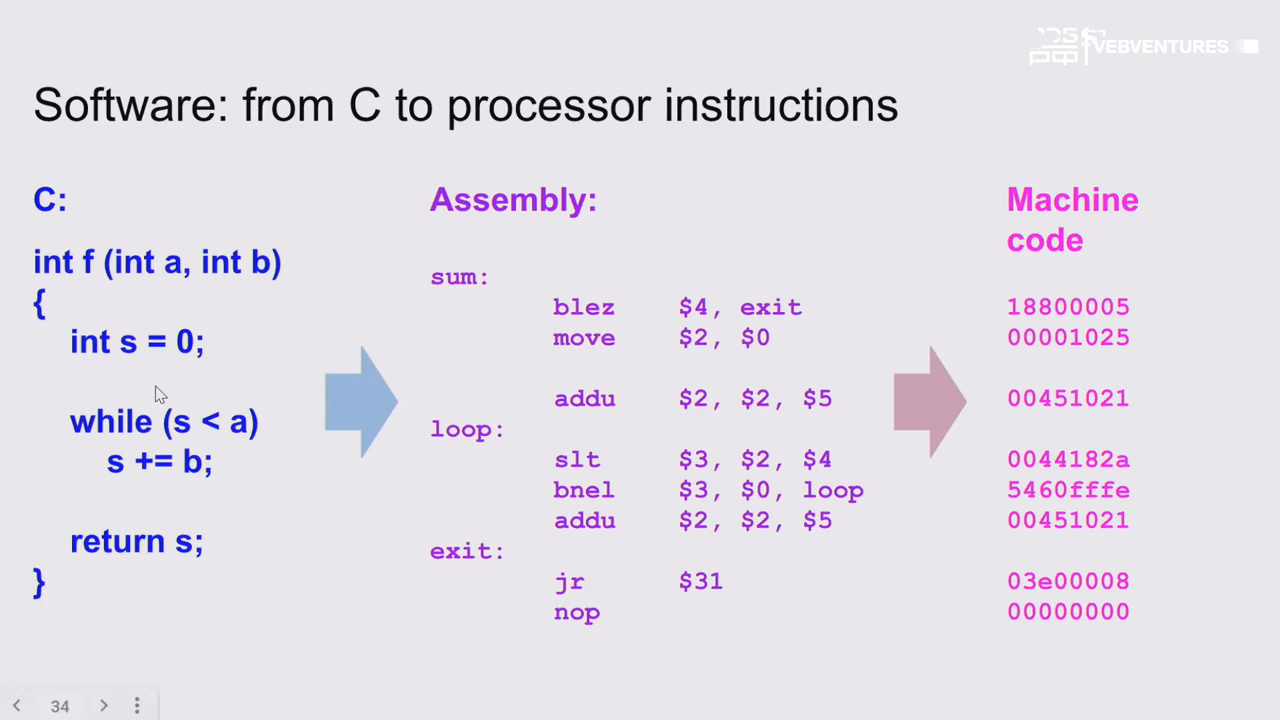 VEBVENTURES
Software: from C to processor instructions
C:
int f (int a, int b)
{
int s = 0;
while (s < a)
s += b;
return s;
}
Assembly:
sum:
blez $4, exit
move $2, $0
addu $2, $2, $5
loop:
slt $3, $2, $4
bnel $3, $0, loop
addu $2, $2, $5
exit:
jr $31
nop
Machine
code
18800005
00001025
00451021
0044182a
5460fffe
00451021
03e00008
00000000
34